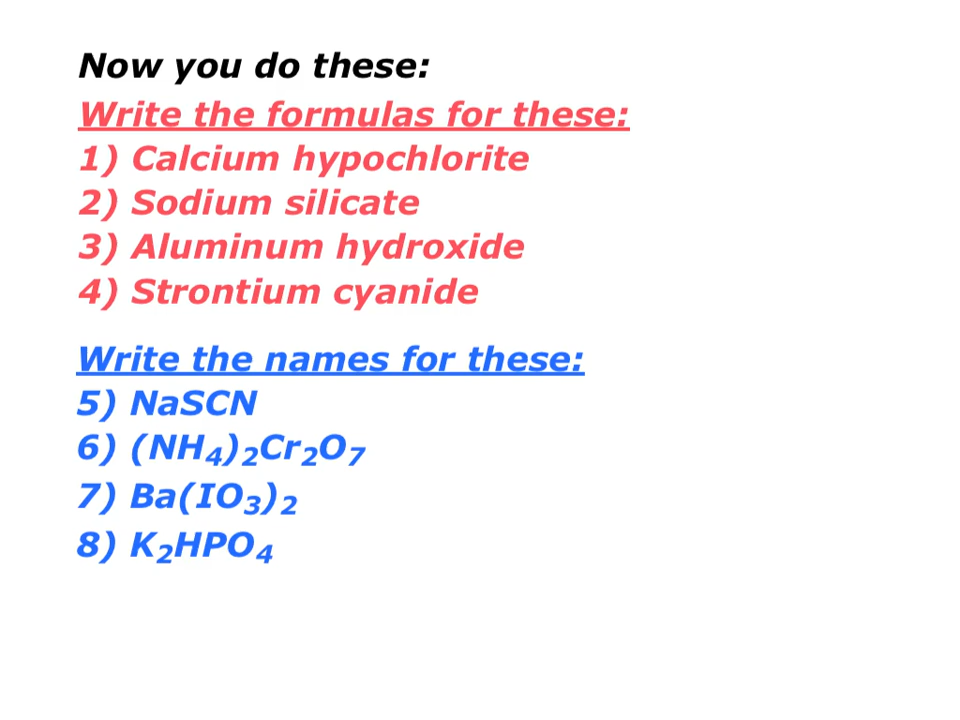 Now you do these:
Write the formulas for these:
1) Calcium hypochlorite
2) Sodium silicate
3) Aluminum hydroxide
4) Strontium cyanide
Write the names for these:
5) NaSCN
6) (NH₄)₂Cr₂O₇
7) Ba(IO₃)₂
8) K₂HPO₄